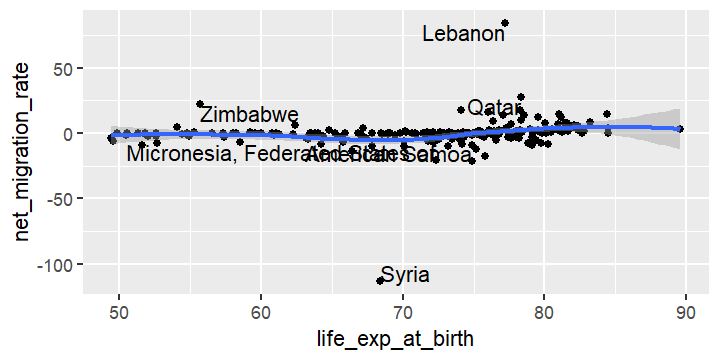 net_migration_rate
50
0
-50
-100
Lebanon
Qatar
Zimbabwe
Micronesia, Federated States of
American Samoa
Syria
50
60
70
80
90
life_exp_at_birth